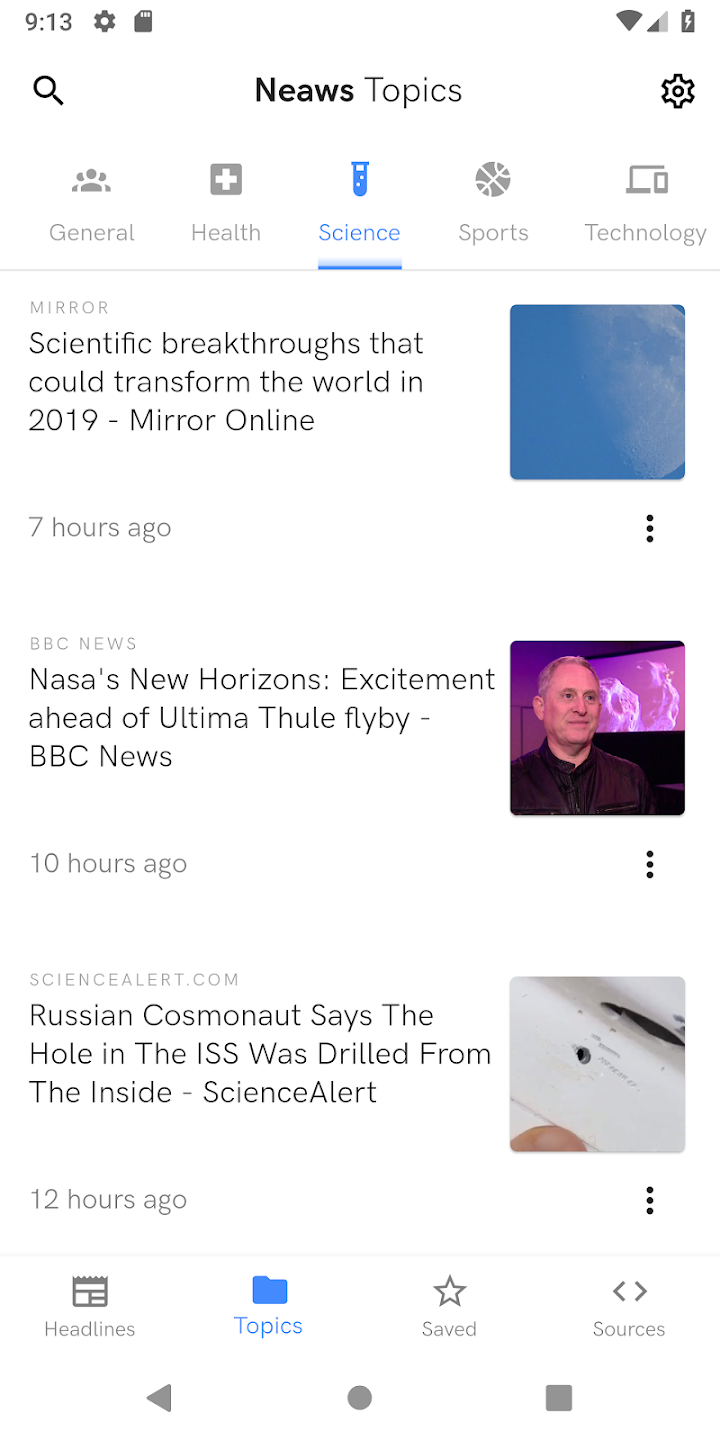 9:13
Neaws Topics
General
Health
Science
Sports
Technology
MIRROR
Scientific breakthroughs that
could transform the world in
2019 - Mirror Online
7 hours ago
BBC NEWS
Nasa's New Horizons: Excitement
ahead of Ultima Thule flyby -
BBC News
10 hours ago
SCIENCEALERT.COM
Russian Cosmonaut Says The
Hole in The ISS Was Drilled From
The Inside - ScienceAlert
12 hours ago
Headlines
Topics
Saved
Sources